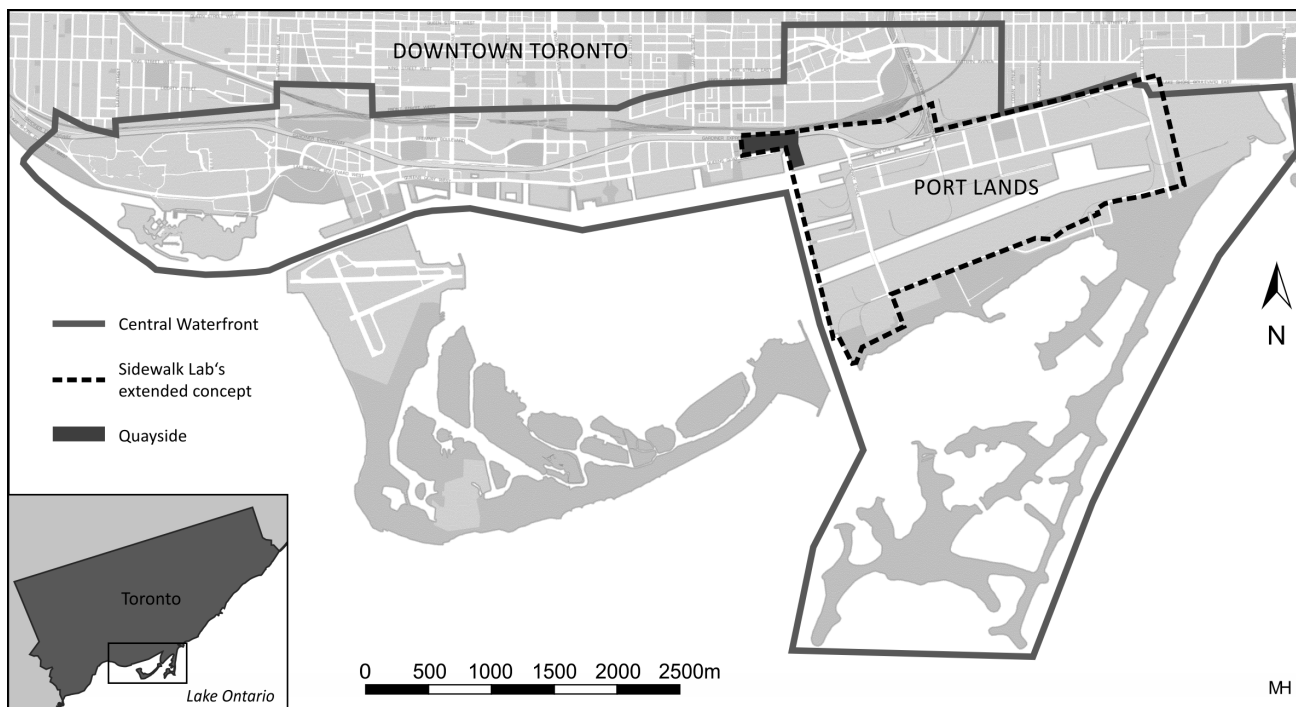 DOWNTOWN TORONTO
PORT LANDS
Central Waterfront
Sidewalk Lab‘s
extended concept
Quayside
N
Toronto
Lake Ontario
0 500 1000 1500 2000 2500m
MH